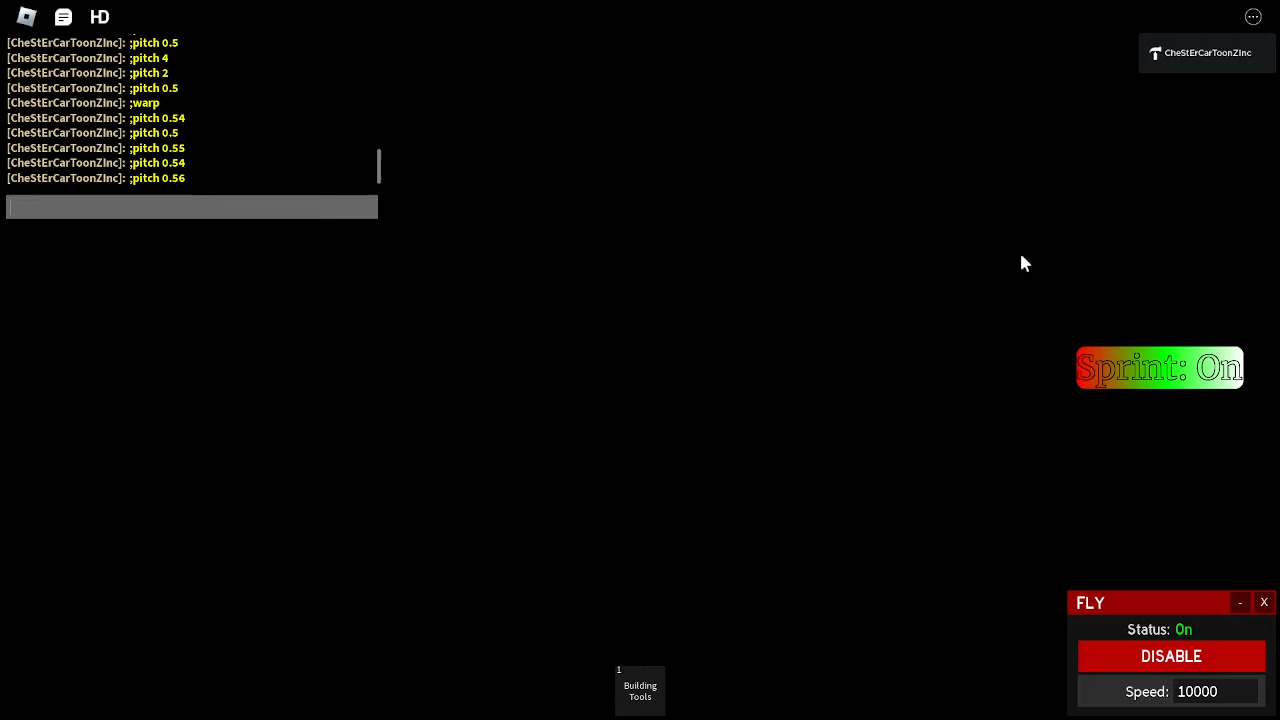 HD
[CheStErCarToonZInc]: ;pitch 0.5
[CheStErCarToonZInc]: ;pitch 4
[CheStErCarToonZInc]: ;pitch 2
[CheStErCarToonZInc]: ;pitch 0.5
[CheStErCarToonZInc]: ;warp
[CheStErCarToonZInc]: ;pitch 0.54
[CheStErCarToonZInc]: ;pitch 0.5
[CheStErCarToonZInc]: ;pitch 0.55
[CheStErCarToonZInc]: ;pitch 0.54
[CheStErCarToonZInc]: ;pitch 0.56
CheStErCarToonZInc
Sprint: On
FLY
- X
Status: On
DISABLE
Speed: 10000
1
Building
Tools